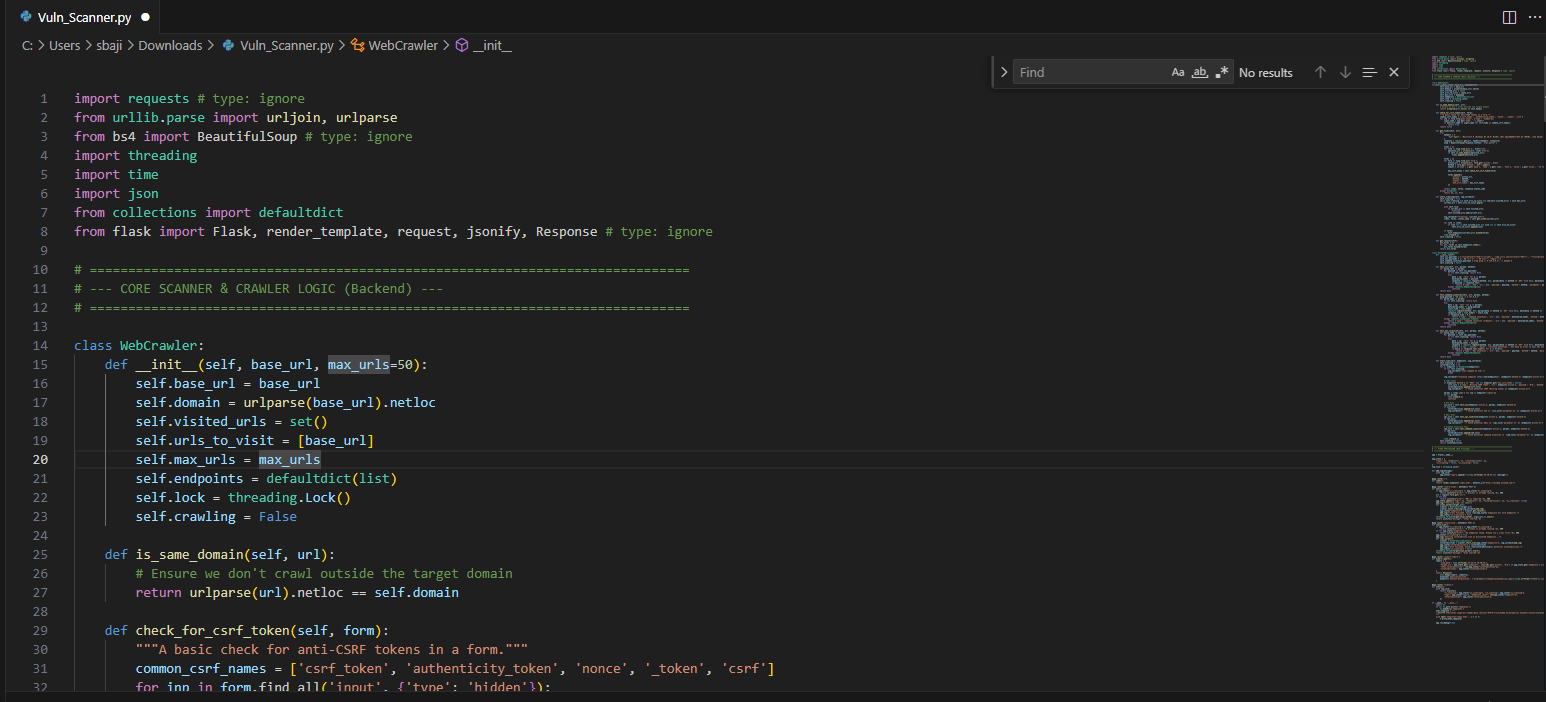 Vuln_Scanner.py
C: > Users > sbaji > Downloads > Vuln_Scanner.py > WebCrawler > __init__
Find Aa ab .* No results
1 import requests # type: ignore
2 from urllib.parse import urljoin, urlparse
3 from bs4 import BeautifulSoup # type: ignore
4 import threading
5 import time
6 import json
7 from collections import defaultdict
8 from flask import Flask, render_template, request, jsonify, Response # type: ignore
9
10 # ==============================================================================
11 # --- CORE SCANNER & CRAWLER LOGIC (Backend) ---
12 # ==============================================================================
13
14 class WebCrawler:
15     def __init__(self, base_url, max_urls=50):
16         self.base_url = base_url
17         self.domain = urlparse(base_url).netloc
18         self.visited_urls = set()
19         self.urls_to_visit = [base_url]
20         self.max_urls = max_urls
21         self.endpoints = defaultdict(list)
22         self.lock = threading.Lock()
23         self.crawling = False
24
25     def is_same_domain(self, url):
26         # Ensure we don't crawl outside the target domain
27         return urlparse(url).netloc == self.domain
28
29     def check_for_csrf_token(self, form):
30         """A basic check for anti-CSRF tokens in a form."""
31         common_csrf_names = ['csrf_token', 'authenticity_token', 'nonce', '_token', 'csrf']
32         for inp in form.find_all('input', {'type': 'hidden'}):